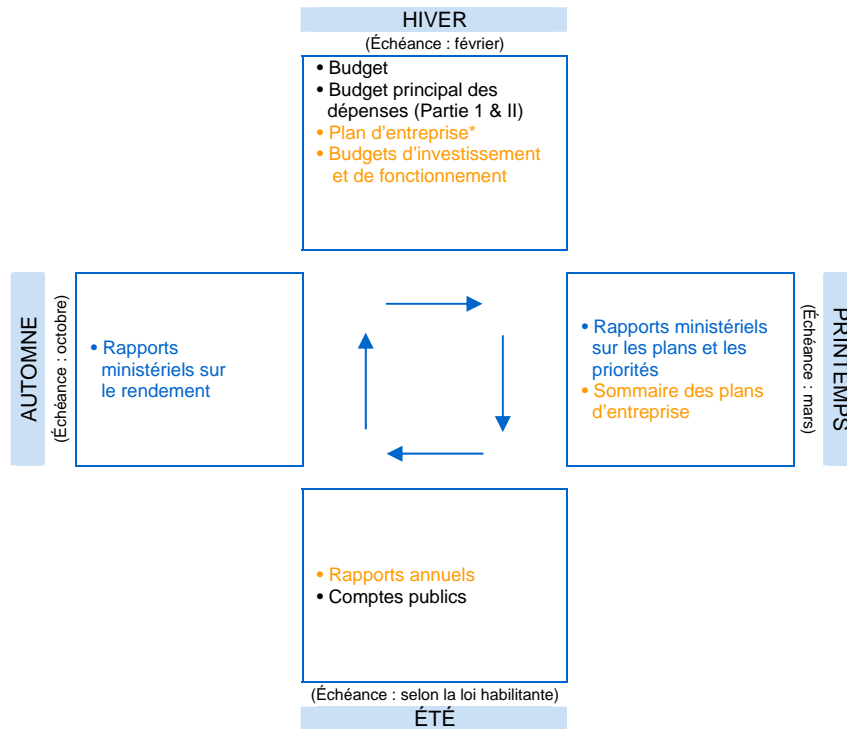 HIVER
(Échéance : février)
• Budget
• Budget principal des
dépenses (Partie 1 & II)
• Plan d'entreprise*
• Budgets d'investissement
et de fonctionnement
AUTOMNE
(Échéance : octobre)
• Rapports
ministériels sur
le rendement
• Rapports ministériels
sur les plans et les
priorités
• Sommaire des plans
d'entreprise
(Échéance : mars)
PRINTEMPS
• Rapports annuels
• Comptes publics
(Échéance : selon la loi habilitante)
ÉTÉ